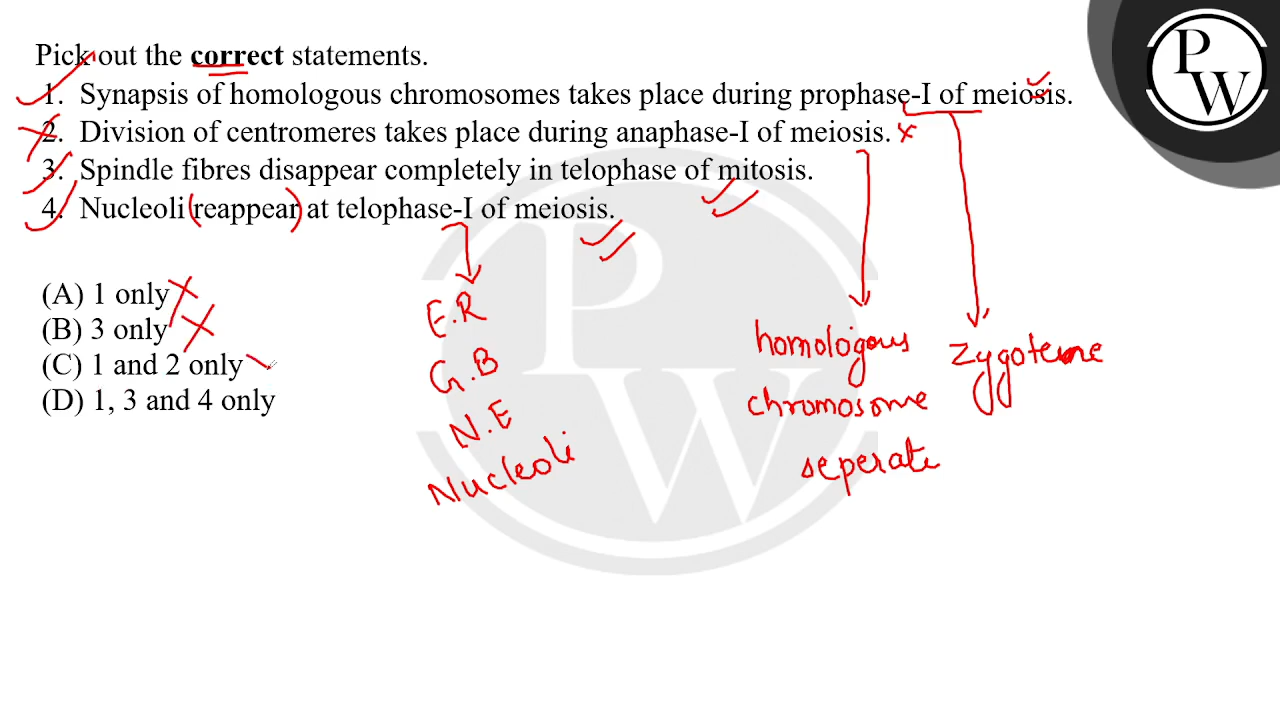 Pick out the correct statements.
1. Synapsis of homologous chromosomes takes place during prophase-I of meiosis.
2. Division of centromeres takes place during anaphase-I of meiosis.
3. Spindle fibres disappear completely in telophase of mitosis.
4. Nucleoli (reappear) at telophase-I of meiosis.
(A) 1 only
(B) 3 only
(C) 1 and 2 only
(D) 1, 3 and 4 only
E.R
G.B
N.E
Nucleoli
homologous
chromosome
seperate
Zygotene
PW
PW